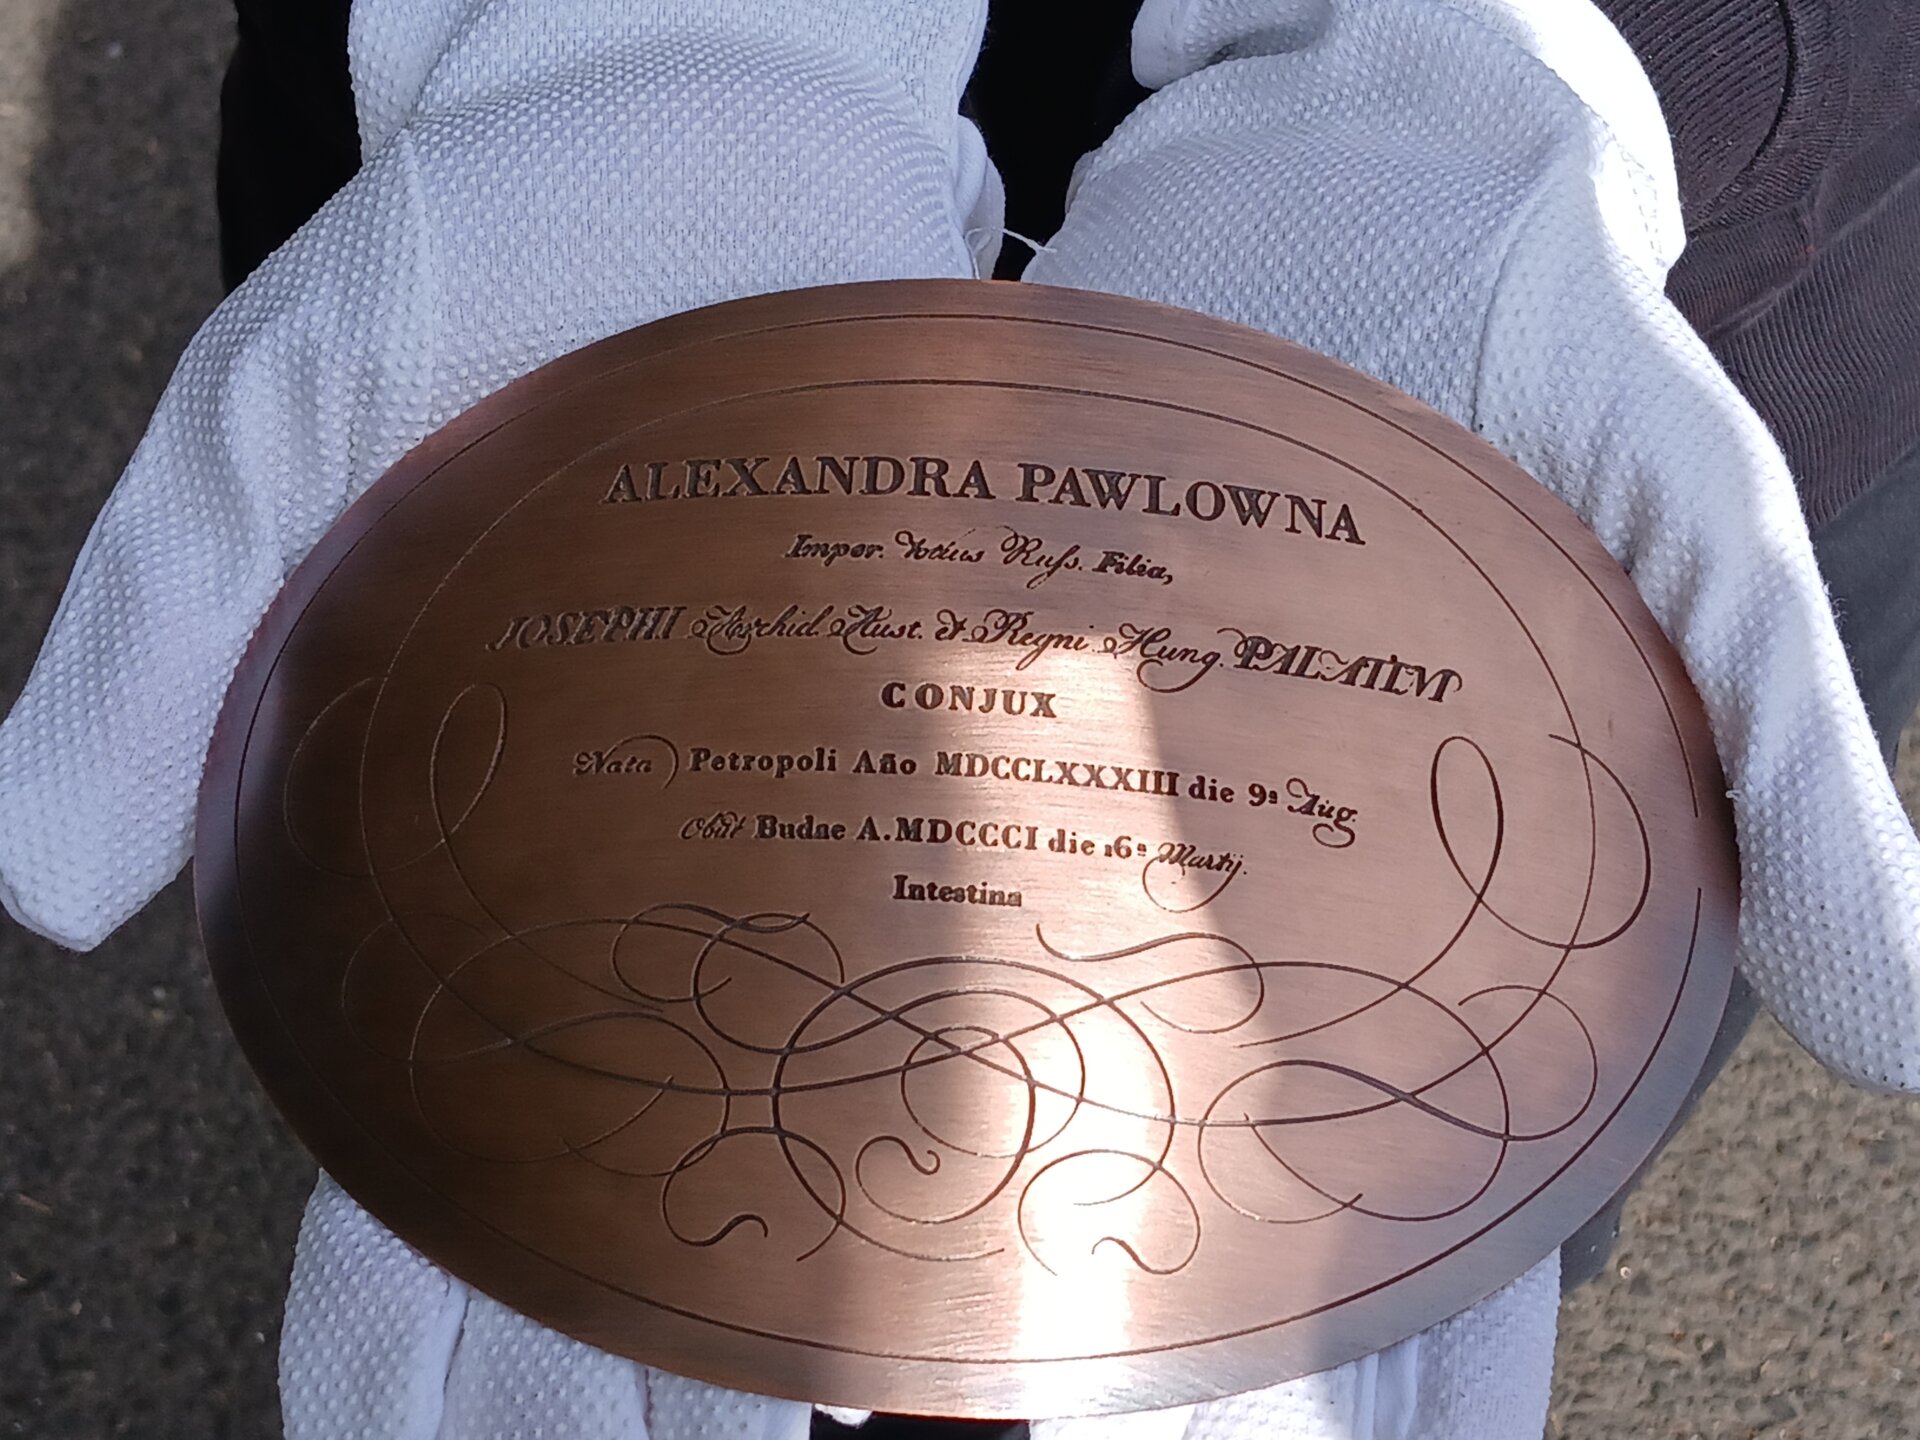 ALEXANDRA PAWLOWNA
Imper. Totius Russ. Filia,
JOSEPHI Archid. Aust. & Regni Hung. PALATINI
CONJUX
Nata Petropoli Año MDCCLXXXIII die 9ª Aug.
Obiit Budae A.MDCCCI die 16ª Martij.
Intestina